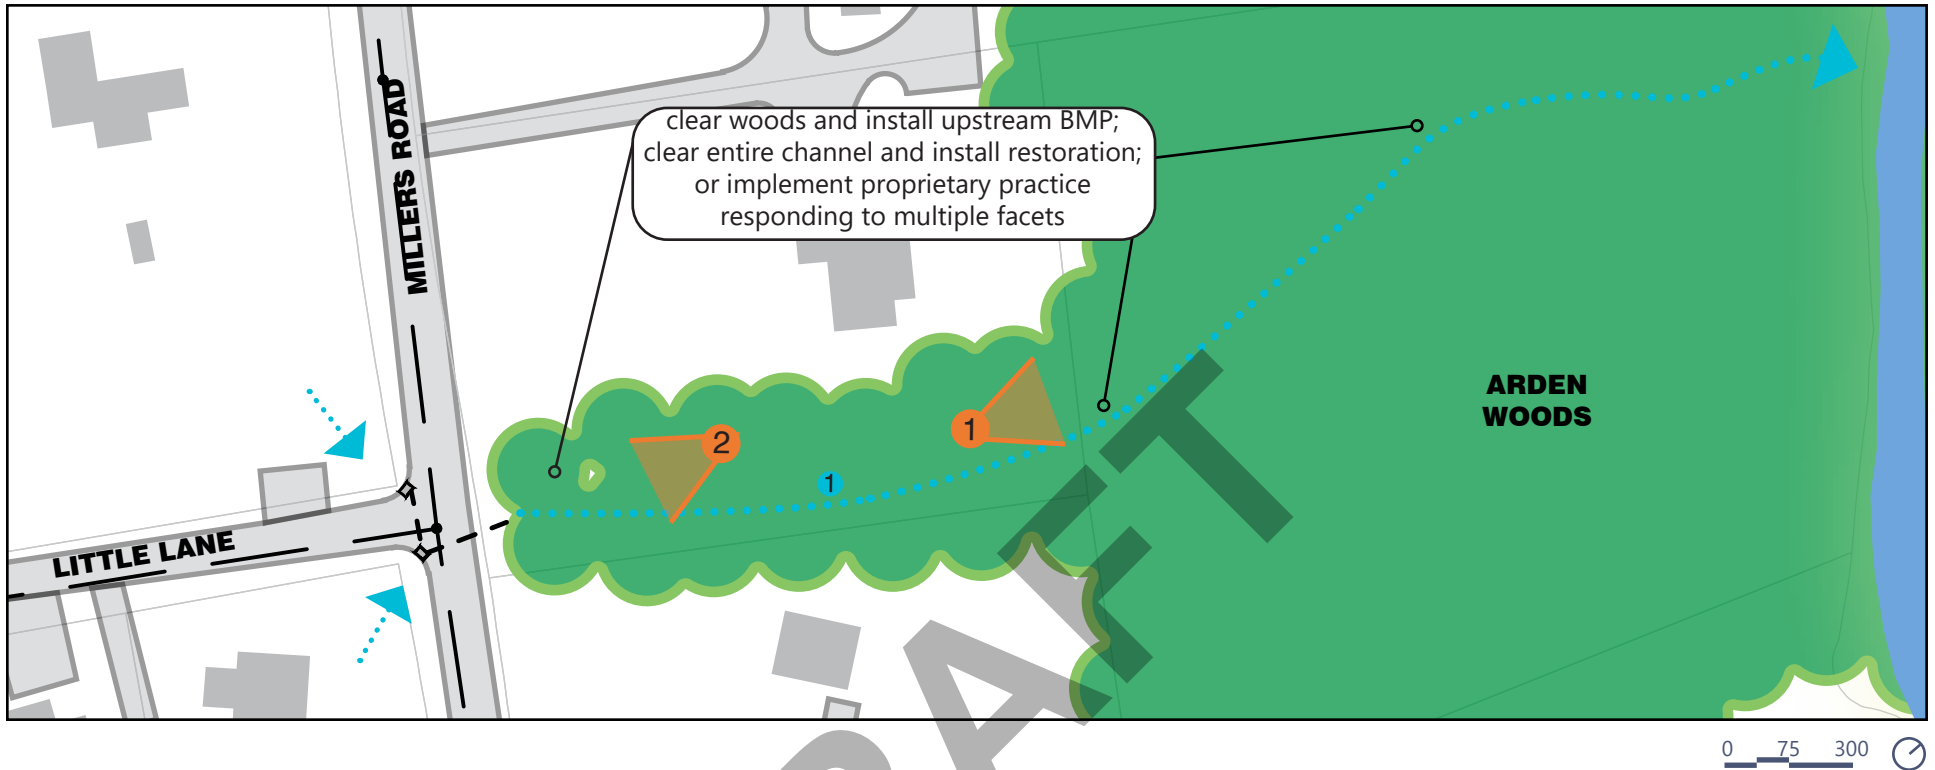 MILLERS ROAD
clear woods and install upstream BMP;
clear entire channel and install restoration;
or implement proprietary practice
responding to multiple facets
ARDEN
WOODS
1
2
1
LITTLE LANE
0 75 300